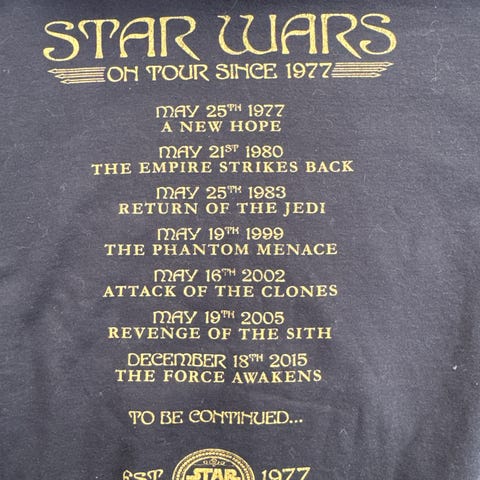 STAR WARS
ON TOUR SINCE 1977
MAY 25TH 1977
A NEW HOPE
MAY 21ST 1980
THE EMPIRE STRIKES BACK
MAY 25TH 1983
RETURN OF THE JEDI
MAY 19TH 1999
THE PHANTOM MENACE
MAY 16TH 2002
ATTACK OF THE CLONES
MAY 19TH 2005
REVENGE OF THE SITH
DECEMBER 18TH 2015
THE FORCE AWAKENS
TO BE CONTINUED...
EST STAR 1977